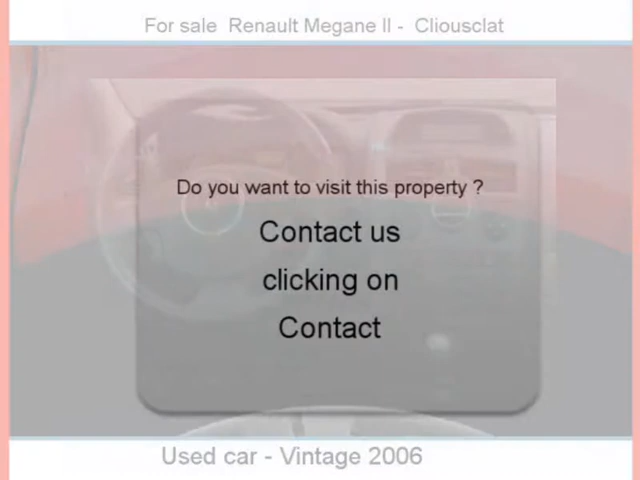 For sale Renault Megane II - Cliousclat
Do you want to visit this property ?
Contact us
clicking on
Contact
Used car - Vintage 2006